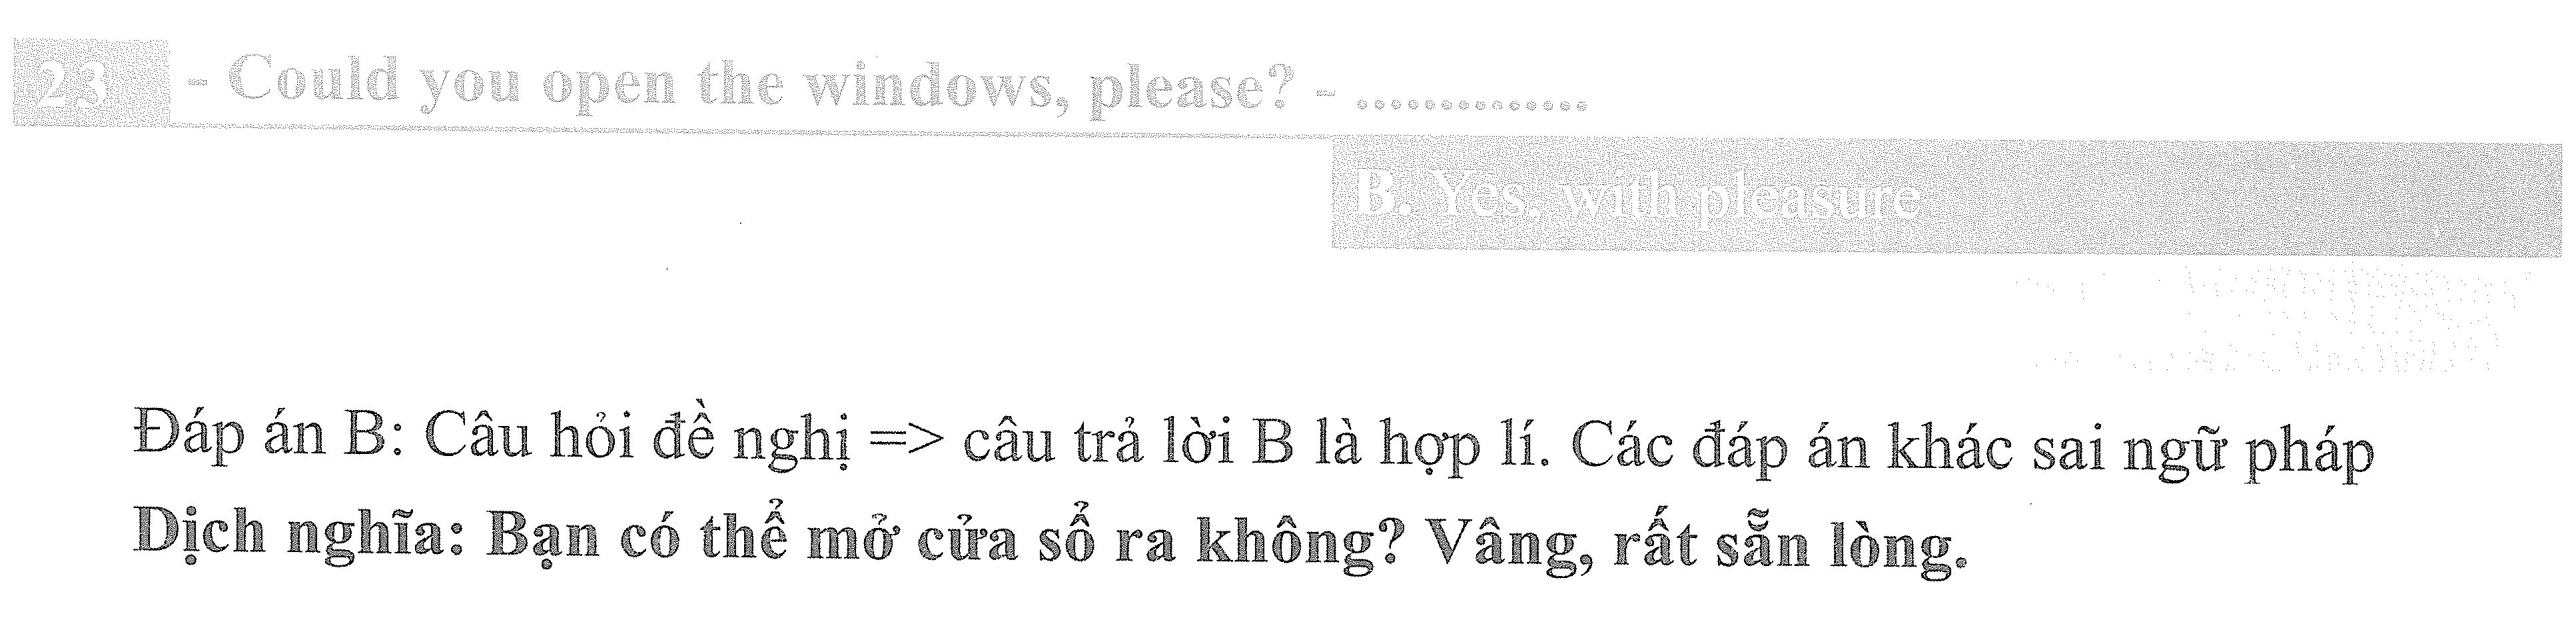 23 - Could you open the windows, please? - ..............
B. Yes, with pleasure
Đáp án B: Câu hỏi đề nghị => câu trả lời B là hợp lí. Các đáp án khác sai ngữ pháp
Dịch nghĩa: Bạn có thể mở cửa sổ ra không? Vâng, rất sẵn lòng.